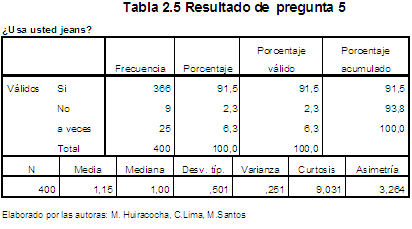 Tabla 2.5 Resultado de pregunta 5
¿Usa usted jeans?
Frecuencia Porcentaje Porcentaje válido Porcentaje acumulado
Válidos Si 366 91,5 91,5 91,5
No 9 2,3 2,3 93,8
a veces 25 6,3 6,3 100,0
Total 400 100,0 100,0
N Media Mediana Desv. típ. Varianza Curtosis Asimetría
400 1,15 1,00 ,501 ,251 9,031 3,264
Elaborado por las autoras: M. Huiracocha, C.Lima, M.Santos